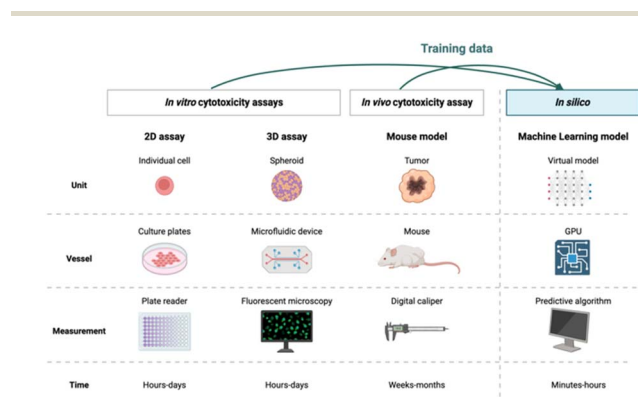 Training data
In vitro cytotoxicity assays
In vivo cytotoxicity assay
In silico
2D assay
3D assay
Mouse model
Machine Learning model
Individual cell
Spheroid
Tumor
Virtual model
Unit
Culture plates
Microfluidic device
Mouse
GPU
Vessel
Plate reader
Fluorescent microscopy
Digital caliper
Predictive algorithm
Measurement
Time
Hours-days
Hours-days
Weeks-months
Minutes-hours